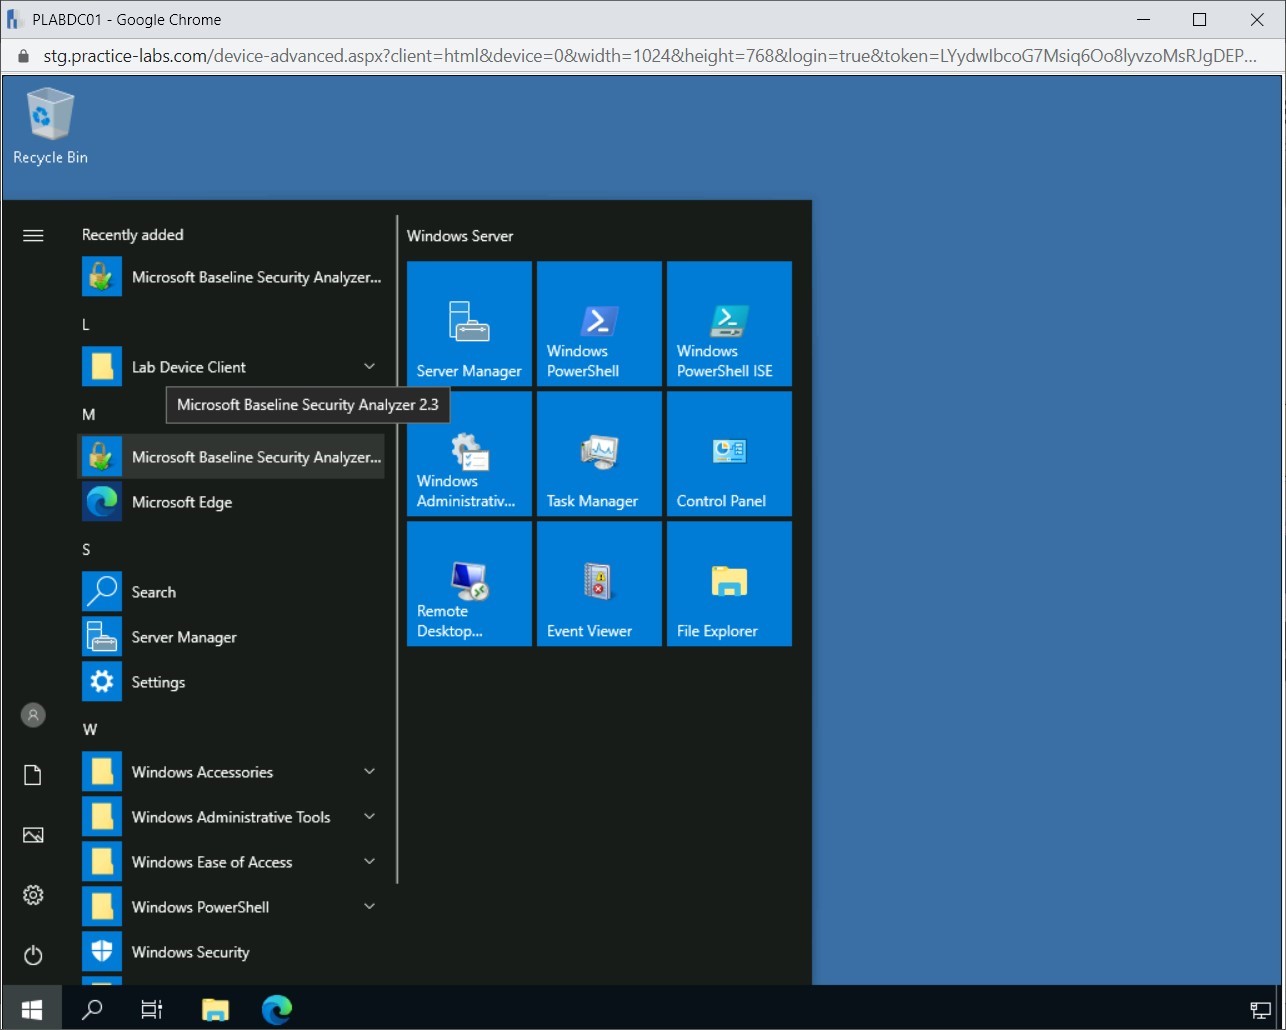 PLABDC01 - Google Chrome
stg.practice-labs.com/device-advanced.aspx?client=html&device=0&width=1024&height=768&login=true&token=LYydwIbcoG7Msiq6Oo8lyvzoMsRJgDEP...
Recycle Bin
Recently added
Microsoft Baseline Security Analyzer...
L
Lab Device Client
Microsoft Baseline Security Analyzer 2.3
M
Microsoft Baseline Security Analyzer...
Microsoft Edge
S
Search
Server Manager
Settings
W
Windows Accessories
Windows Administrative Tools
Windows Ease of Access
Windows PowerShell
Windows Security
Windows Server
Server Manager
Windows
PowerShell
Windows
PowerShell ISE
Windows
Administrativ...
Task Manager
Control Panel
Remote
Desktop...
Event Viewer
File Explorer